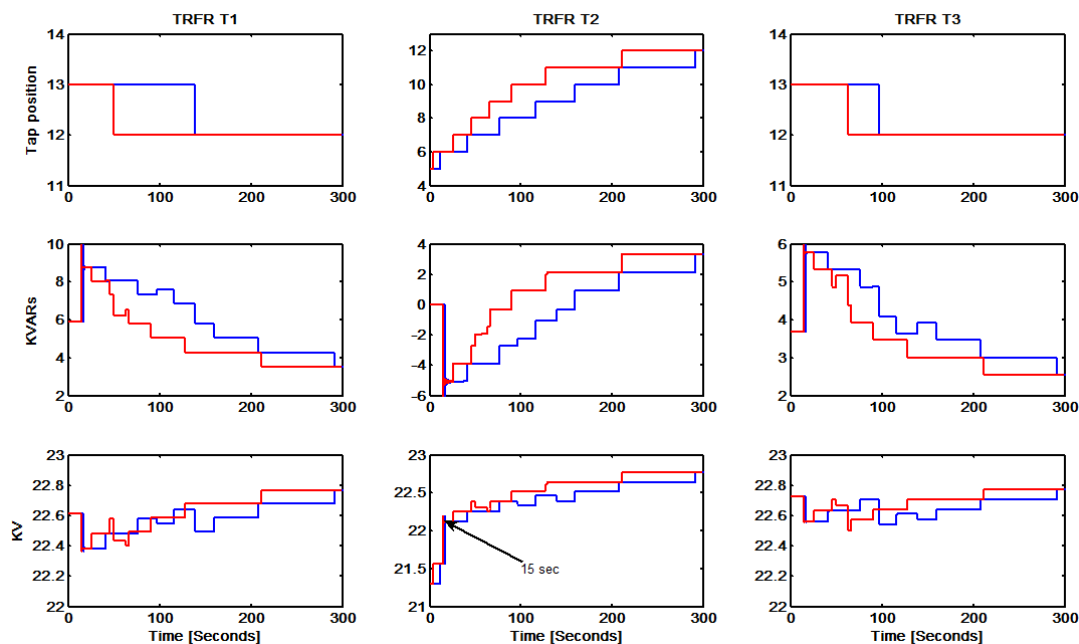 TRFR T1 TRFR T2 TRFR T3
Tap position
14 13 12 11
0 100 200 300
12 10 8 6 4
0 100 200 300
14 13 12 11
0 100 200 300
KVARs
10 8 6 4 2
0 100 200 300
4 2 0 -2 -4 -6
0 100 200 300
6 5 4 3 2
0 100 200 300
KV
23 22.8 22.6 22.4 22.2 22
0 100 200 300
Time [Seconds]
23 22.5 22 21.5 21
15 sec
0 100 200 300
Time [Seconds]
23 22.8 22.6 22.4 22.2 22
0 100 200 300
Time [Seconds]